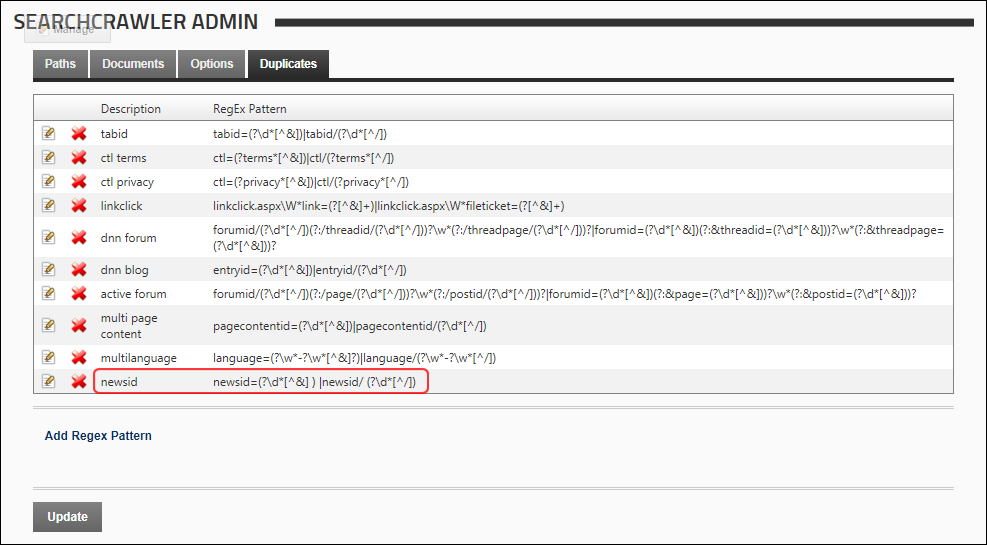 SEARCHCRAWLER ADMIN
Manage
Paths Documents Options Duplicates
Description RegEx Pattern
tabid tabid=(?\d*[^&])|tabid/(?\d*[^/])
ctl terms ctl=(?terms*[^&])|ctl/(?terms*[^/])
ctl privacy ctl=(?privacy*[^&])|ctl/(?privacy*[^/])
linkclick linkclick.aspx\W*link=(?[^&]+)|linkclick.aspx\W*fileticket=(?[^&]+)
dnn forum forumid/(?\d*[^/])(?:/threadid/(?\d*[^/]))?\w*(?:/threadpage/(?\d*[^/]))?|forumid=(?\d*[^&])(?:&threadid=(?\d*[^&]))?\w*(?:&threadpage=
(?\d*[^&]))?
dnn blog entryid=(?\d*[^&])|entryid/(?\d*[^/])
active forum forumid/(?\d*[^/])(?:/page/(?\d*[^/]))?\w*(?:/postid/(?\d*[^/]))?|forumid=(?\d*[^&])(?:&page=(?\d*[^&]))?\w*(?:&postid=(?\d*[^&]))?
multi page
content pagecontentid=(?\d*[^&])|pagecontentid/(?\d*[^/])
multilanguage language=(?\w*-?\w*[^&]?)|language/(?\w*-?\w*[^/])
newsid newsid=(?\d*[^&] ) |newsid/ (?\d*[^/])
Add Regex Pattern
Update